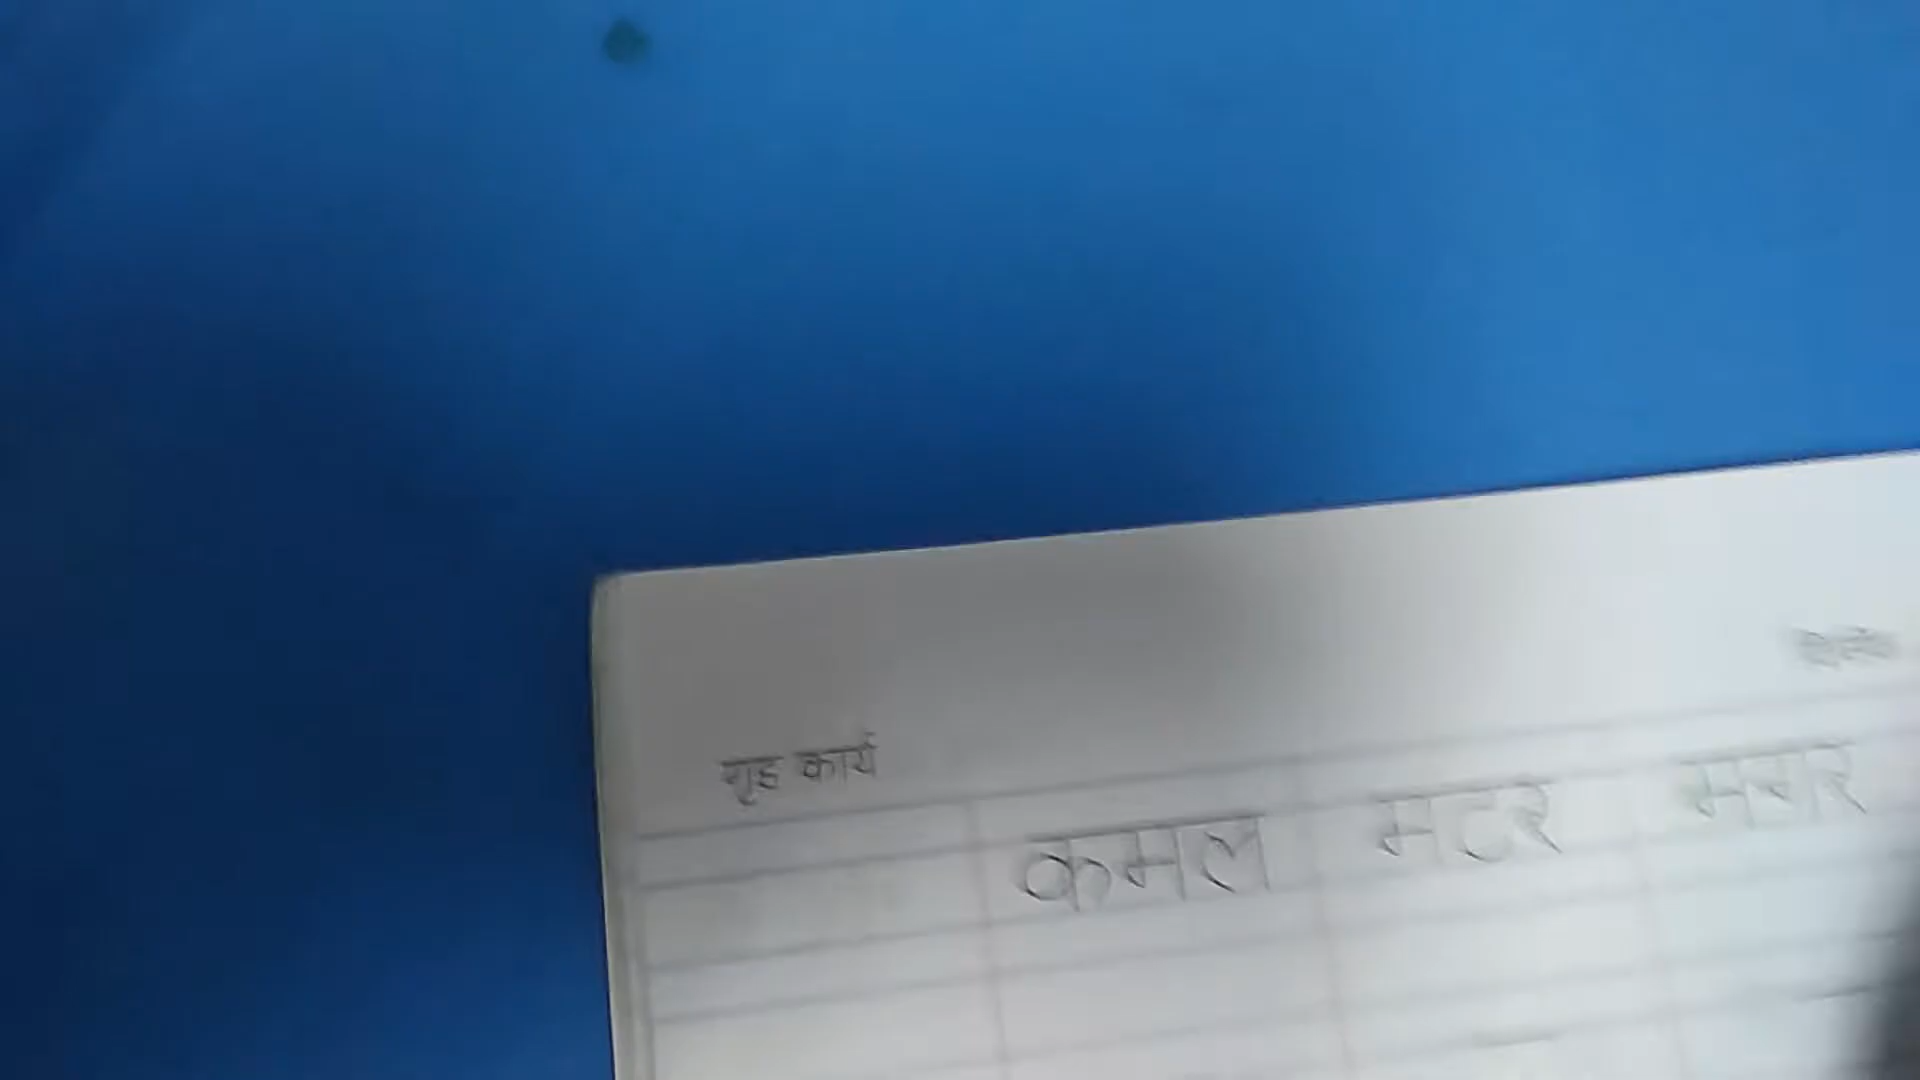 गृह कार्य
कमल मटर मगर